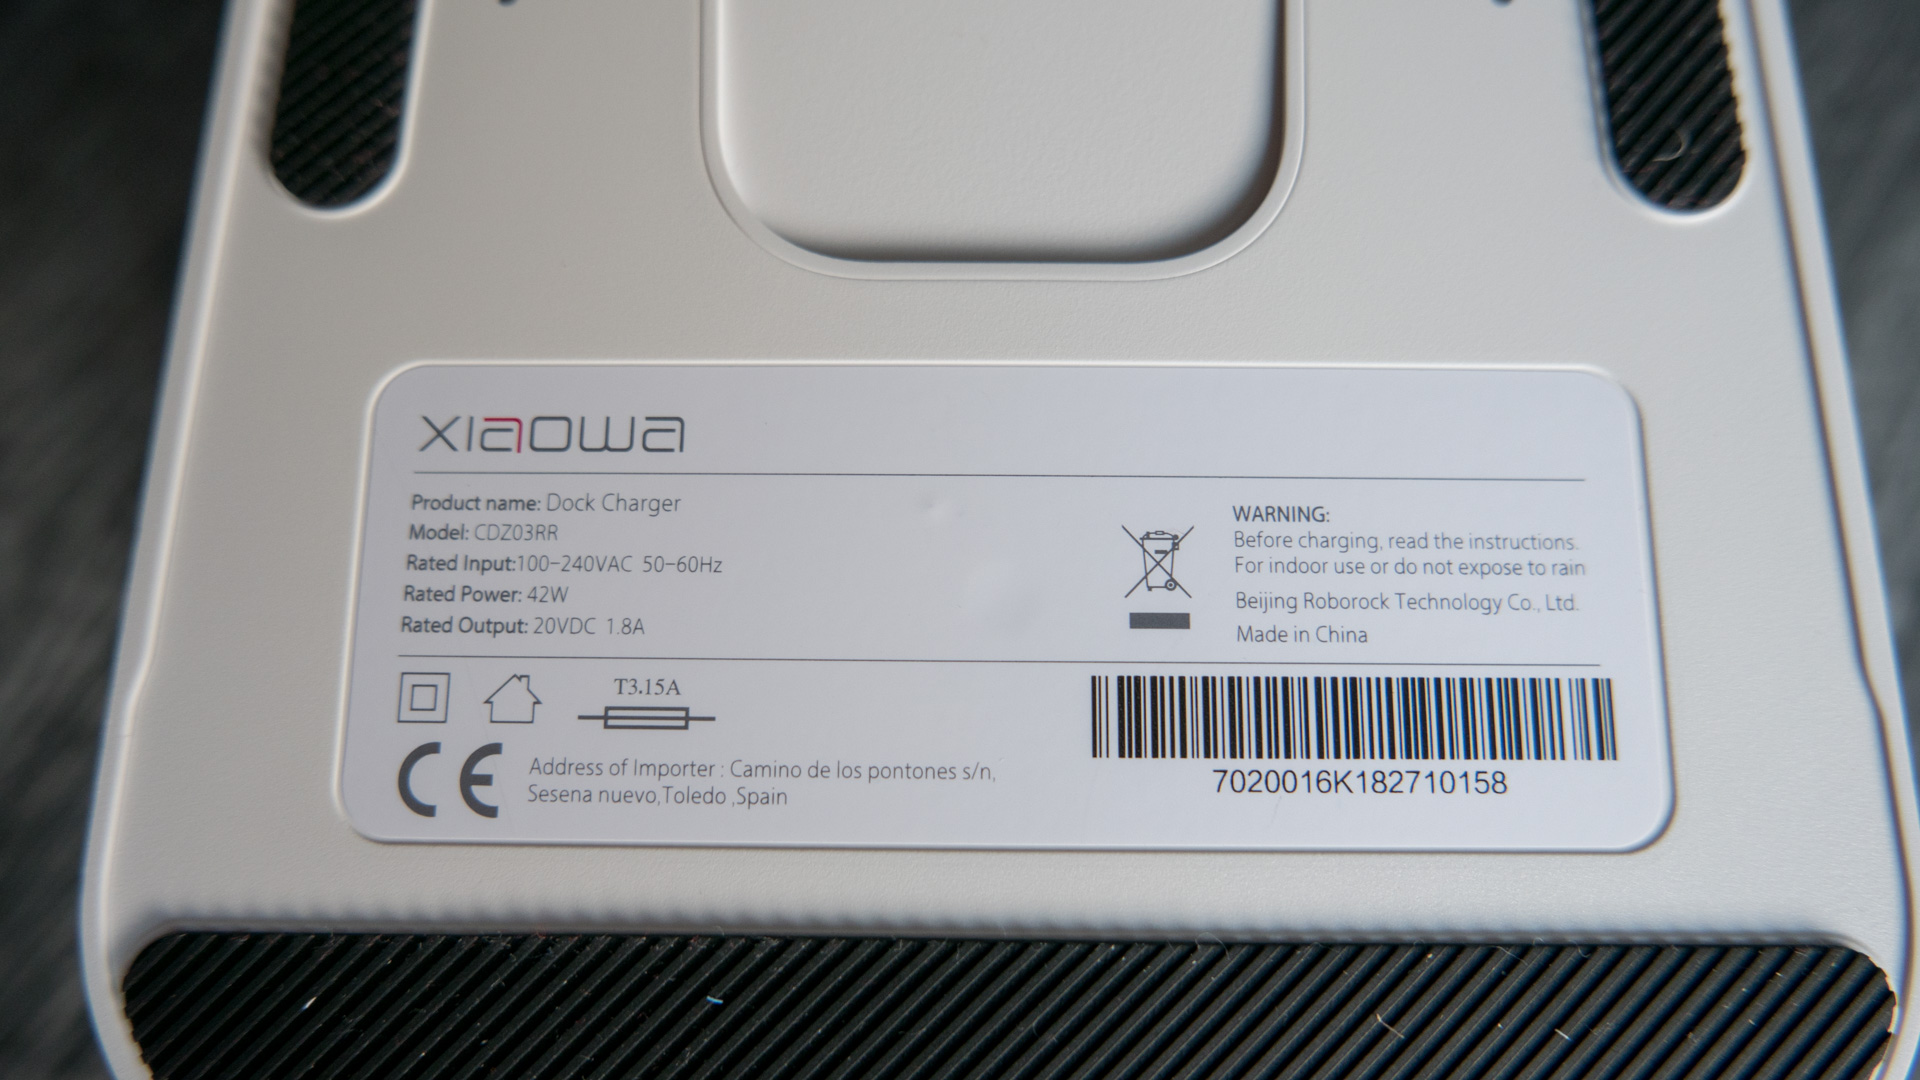 xiaowa
Product name: Dock Charger
Model: CDZ03RR
Rated Input:100-240VAC 50-60Hz
Rated Power: 42W
Rated Output: 20VDC 1.8A
WARNING:
Before charging, read the instructions.
For indoor use or do not expose to rain
Beijing Roborock Technology Co., Ltd.
Made in China
T3.15A
CE
Address of Importer : Camino de los pontones s/n,
Sesena nuevo,Toledo ,Spain
7020016K182710158